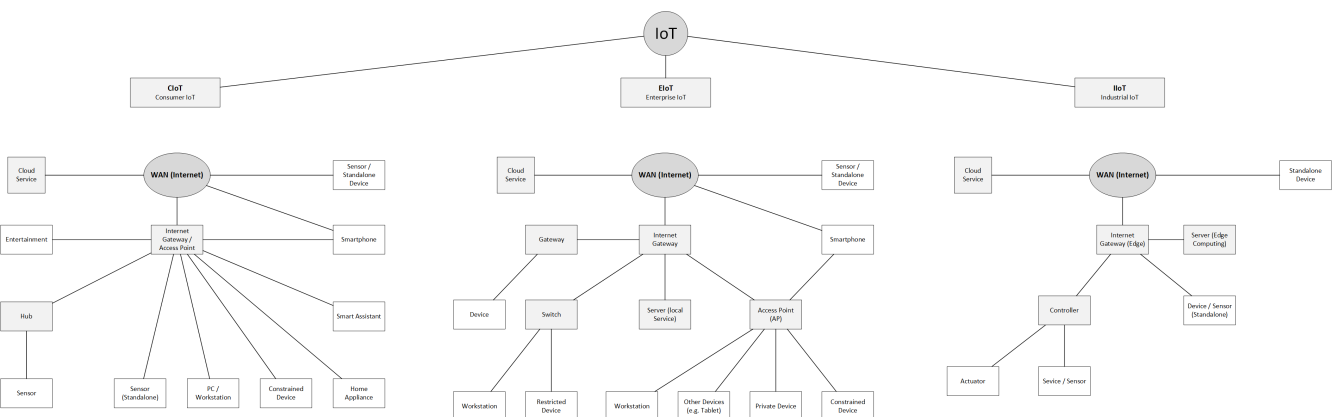 IoT
CIoT
Consumer IoT
EIoT
Enterprise IoT
IIoT
Industrial IoT
Cloud
Service
WAN (Internet)
Sensor /
Standalone
Device
Entertainment
Internet
Gateway /
Access Point
Smartphone
Hub
Smart Assistant
Sensor
Sensor
(Standalone)
PC /
Workstation
Constrained
Device
Home
Appliance
Cloud
Service
WAN (Internet)
Sensor /
Standalone
Device
Gateway
Internet
Gateway
Smartphone
Device
Switch
Server (local
Service)
Access Point
(AP)
Workstation
Restricted
Device
Workstation
Other Devices
(e.g. Tablet)
Private Device
Constrained
Device
Cloud
Service
WAN (Internet)
Standalone
Device
Internet
Gateway (Edge)
Server (Edge
Computing)
Controller
Device / Sensor
(Standalone)
Actuator
Sevice / Sensor